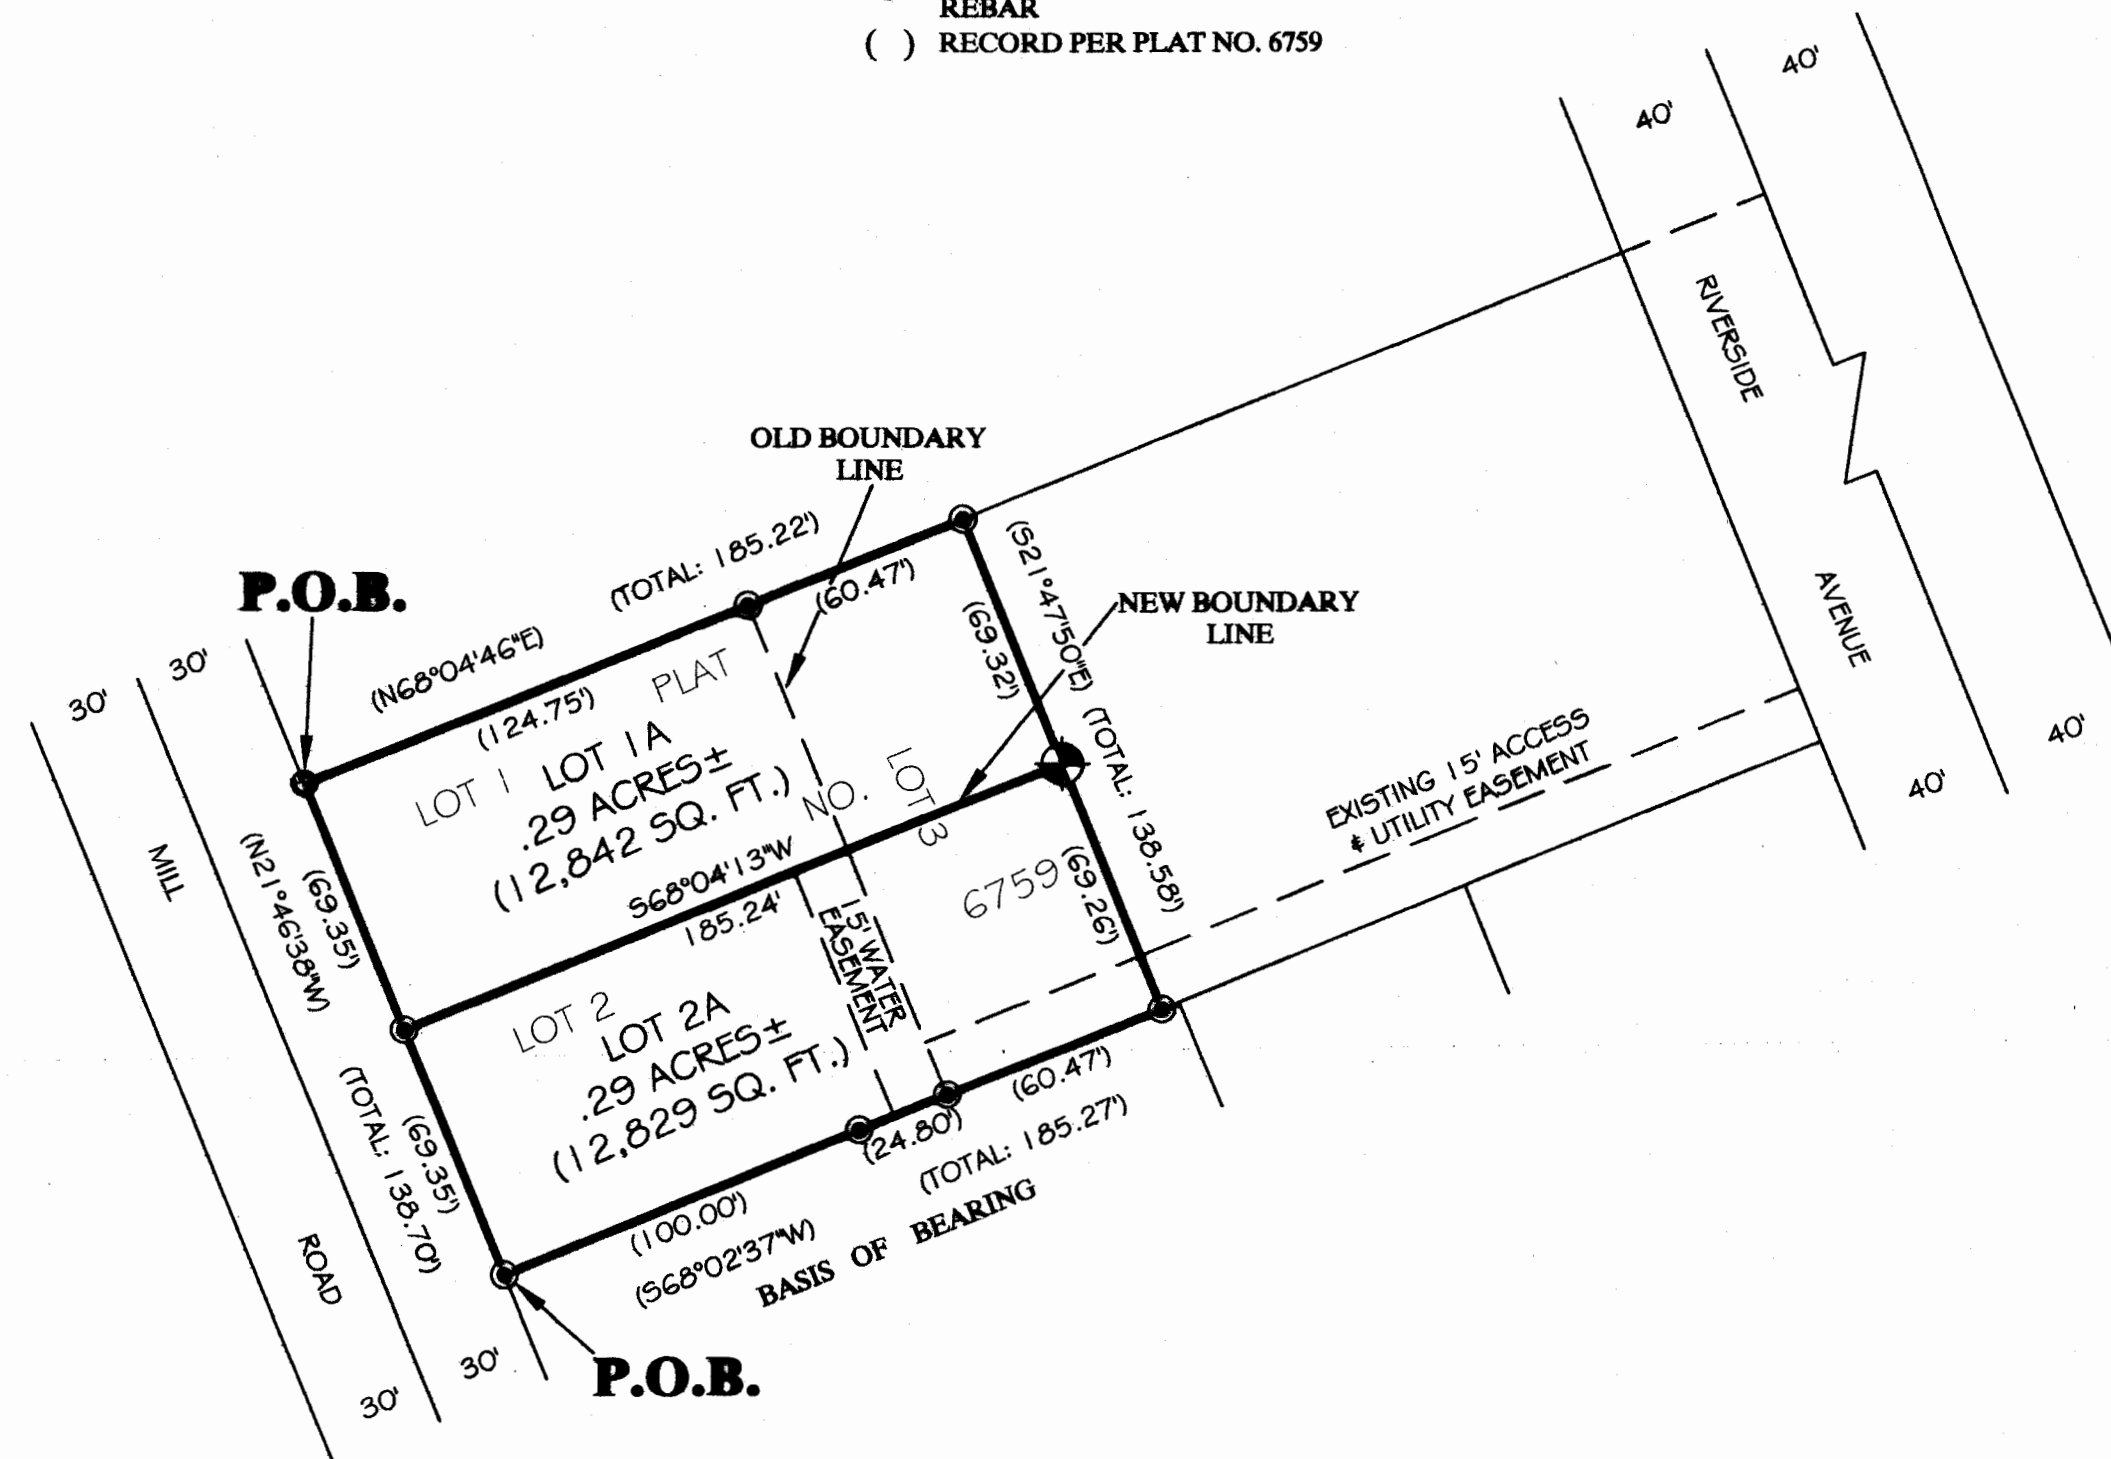 REBAR
( ) RECORD PER PLAT NO. 6759
40'
40'
RIVERSIDE
AVENUE
40'
40'
OLD BOUNDARY
LINE
NEW BOUNDARY
LINE
P.O.B.
30'
30'
(N68°04'46"E)
(TOTAL: 185.22')
(124.75')
(60.47')
(S21°47'50"E)
(TOTAL: 138.58')
(69.32')
(69.26')
PLAT
NO.
6759
LOT 1
LOT 1A
.29 ACRES±
(12,842 SQ. FT.)
LOT 3
S68°04'13"W
185.24'
15' WATER
EASEMENT
EXISTING 15' ACCESS
& UTILITY EASEMENT
MILL
ROAD
(N21°46'38"W)
(TOTAL: 138.70')
(69.35')
(69.35')
LOT 2
LOT 2A
.29 ACRES±
(12,829 SQ. FT.)
(100.00')
(24.80')
(60.47')
(S68°02'37"W)
(TOTAL: 185.27')
BASIS OF BEARING
P.O.B.
30'
30'